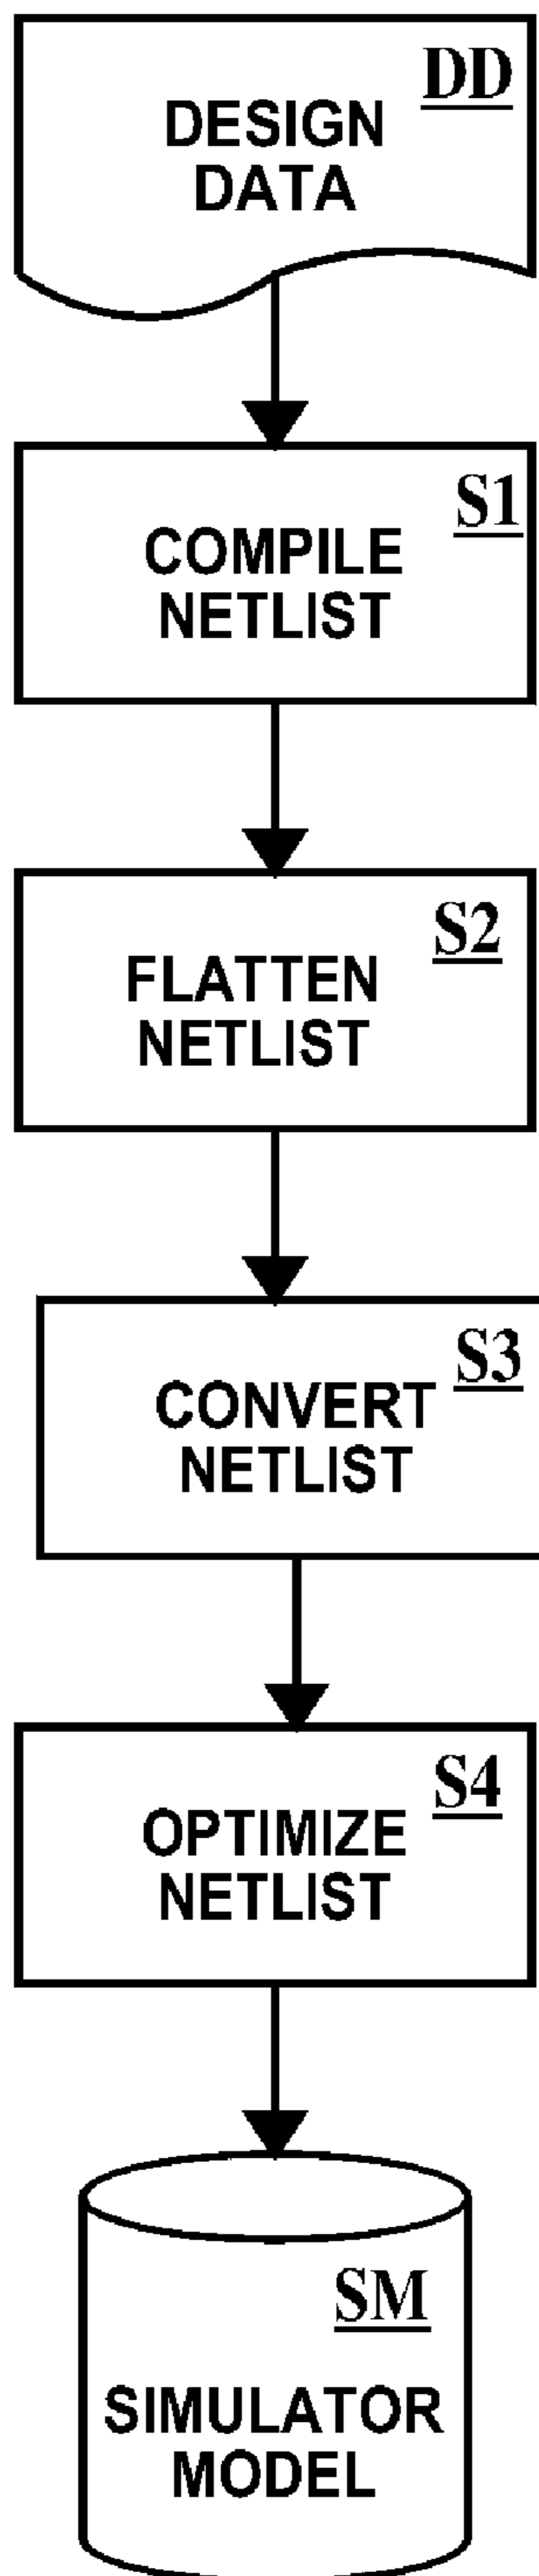 DD
DESIGN
DATA
S1
COMPILE
NETLIST
S2
FLATTEN
NETLIST
S3
CONVERT
NETLIST
S4
OPTIMIZE
NETLIST
SM
SIMULATOR
MODEL